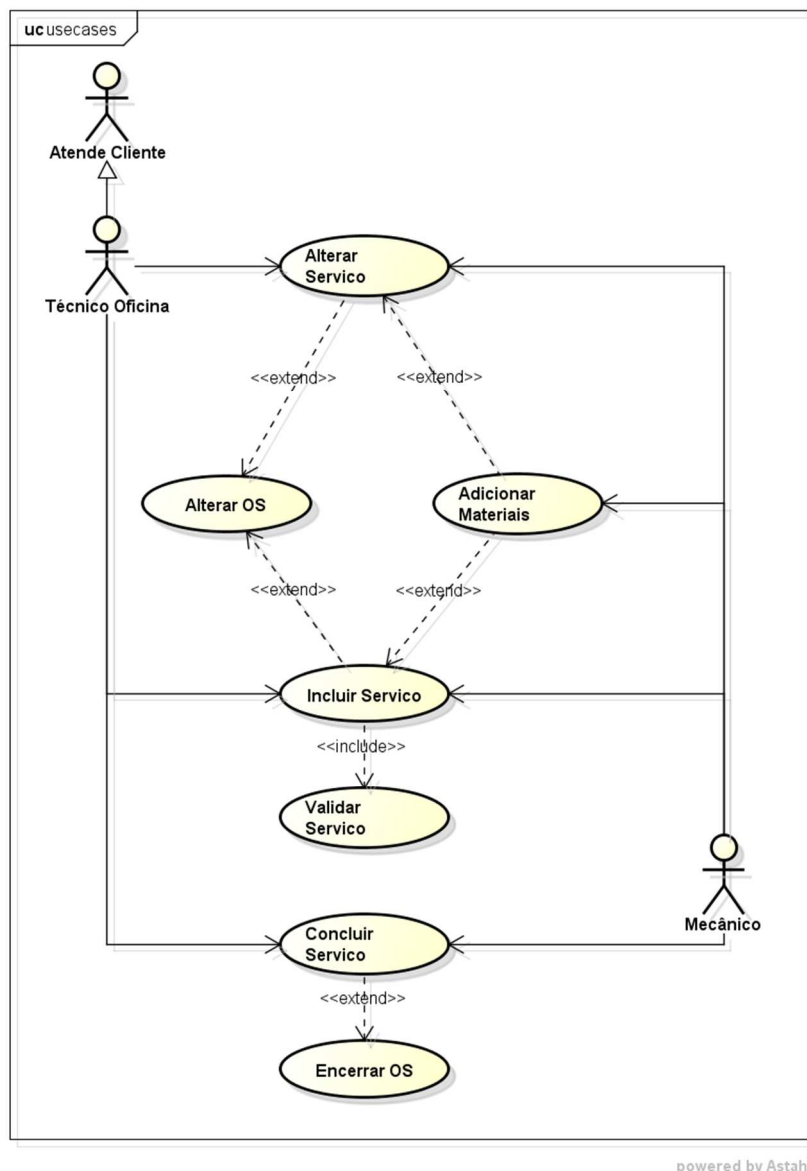 uc usecases
Atende Cliente
Técnico Oficina
Alterar
Servico
<<extend>>
<<extend>>
Alterar OS
Adicionar
Materiais
<<extend>>
<<extend>>
Incluir Servico
<<include>>
Validar
Servico
Mecânico
Concluir
Servico
<<extend>>
Encerrar OS
powered by Astah